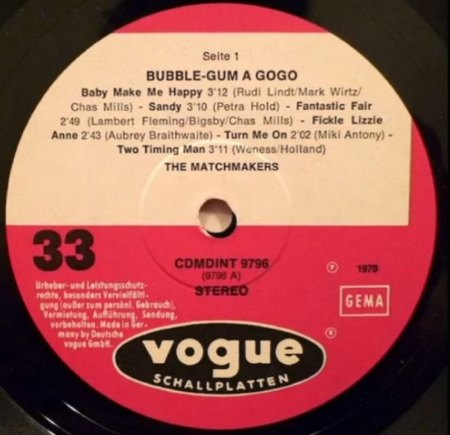 Seite 1
BUBBLE-GUM A GOGO
Baby Make Me Happy 3'12 (Rudi Lindt/Mark Wirtz/
Chas Mills) - Sandy 3'10 (Petra Hold) - Fantastic Fair
2'49 (Lambert Fleming/Bigsby/Chas Mills) - Fickle Lizzie
Anne 2'43 (Aubrey Braithwaite) - Turn Me On 2'02 (Miki Antony) -
Two Timing Man 3'11 (Weness/Holland)
THE MATCHMAKERS
33
CDMDINT 9796
(9796 A)
STEREO
Ⓟ 1970
GEMA
Urheber- und Leistungsschutz-
rechte, besonders Vervielfälti-
gung (außer zum persönl. Gebrauch),
Vermietung, Aufführung, Sendung,
vorbehalten. Made in Ger-
many by Deutsche
vogue GmbH.
®
vogue
SCHALLPLATTEN